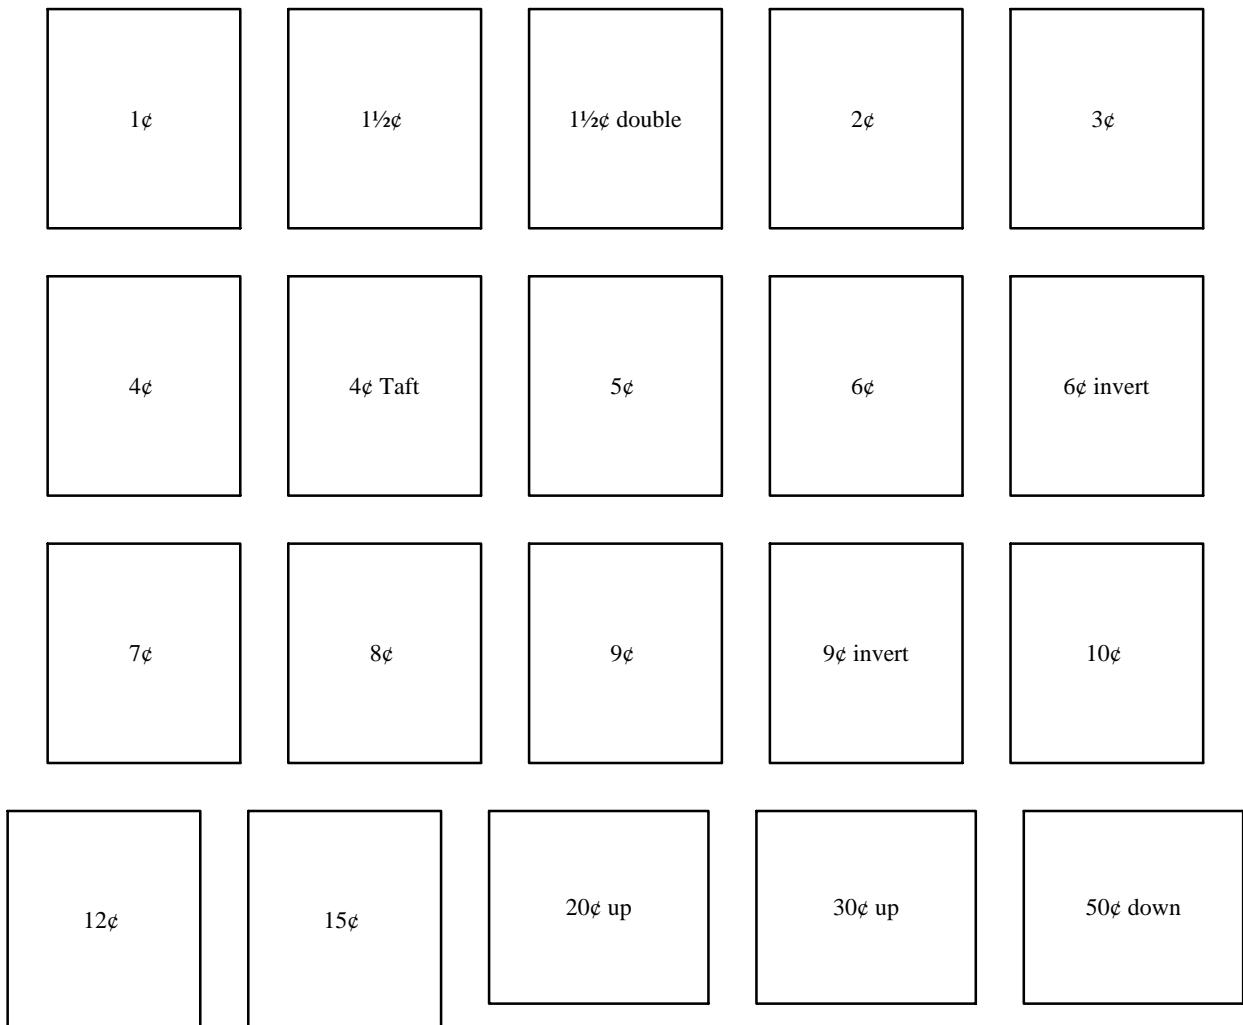 1¢
1½¢
1½¢ double
2¢
3¢
4¢
4¢ Taft
5¢
6¢
6¢ invert
7¢
8¢
9¢
9¢ invert
10¢
12¢
15¢
20¢ up
30¢ up
50¢ down